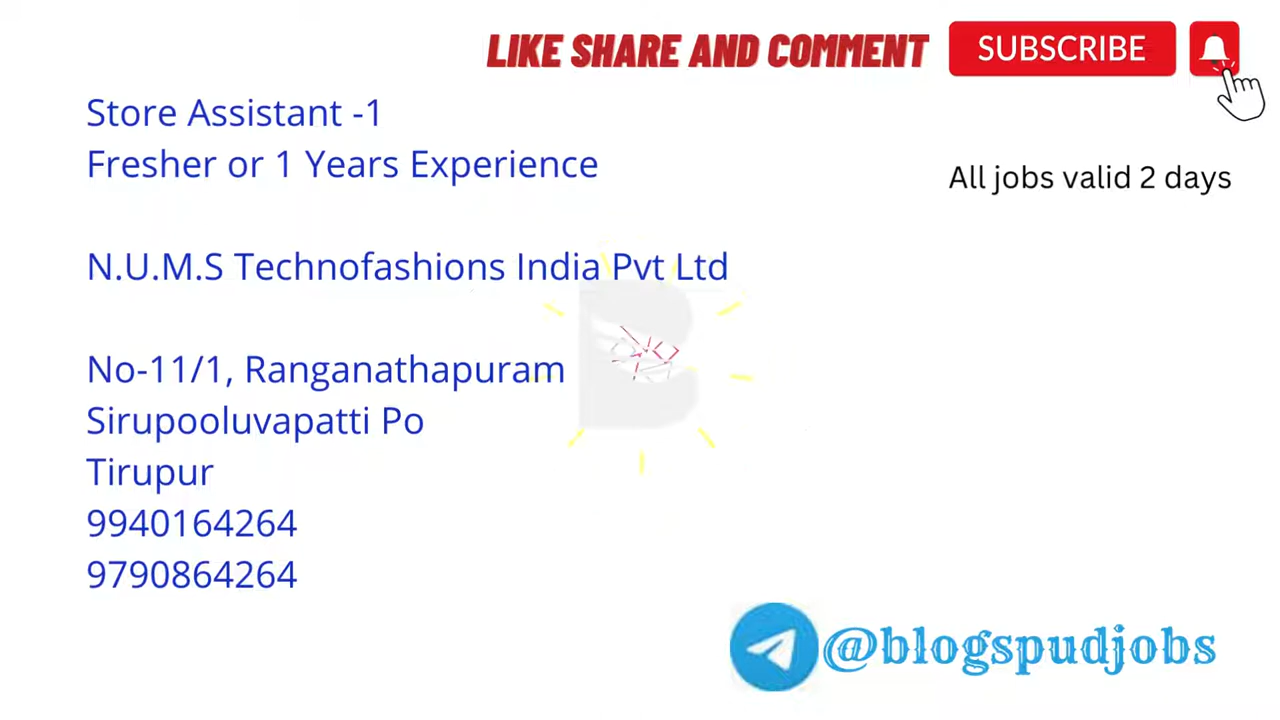 LIKE SHARE AND COMMENT
SUBSCRIBE
Store Assistant -1
Fresher or 1 Years Experience
All jobs valid 2 days
N.U.M.S Technofashions India Pvt Ltd
No-11/1, Ranganathapuram
Sirupooluvapatti Po
Tirupur
9940164264
9790864264
@blogspudjobs